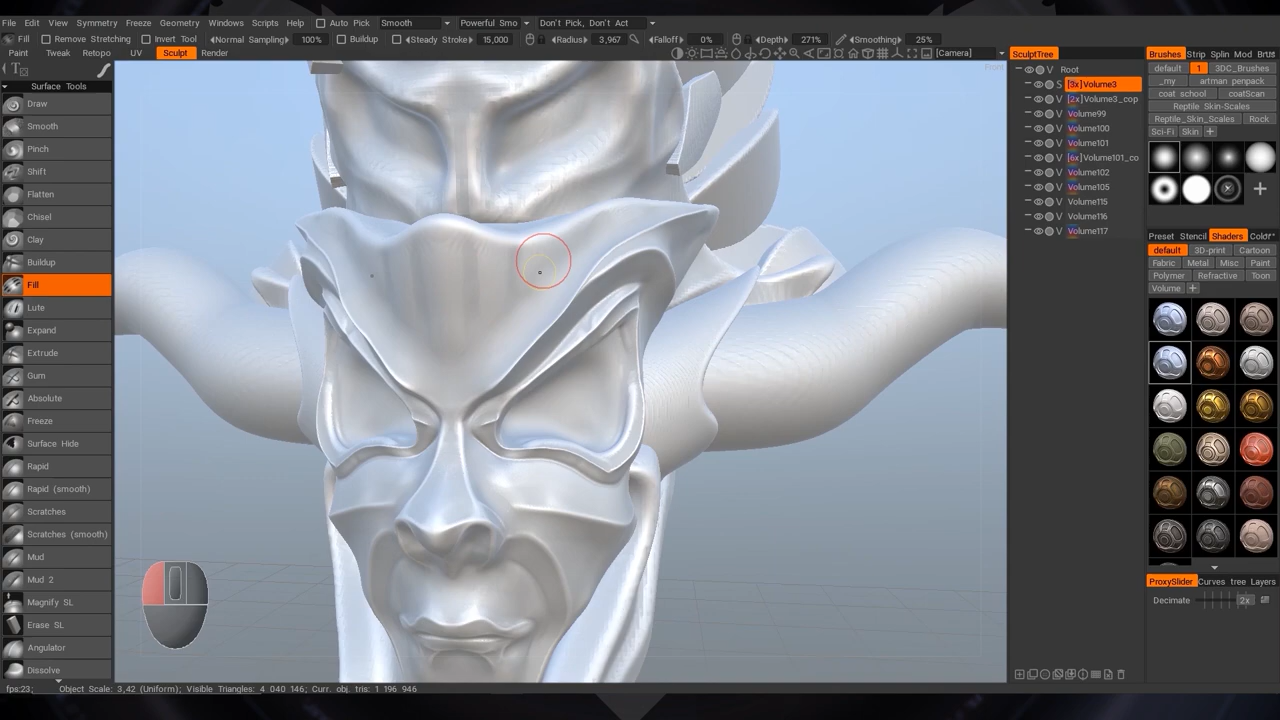 File Edit View Symmetry Freeze Geometry Windows Scripts Help Auto Pick Smooth Powerful Smo Don't Pick, Don't Act
Fill Remove Stretching Invert Tool Normal Sampling 100% Buildup Steady Stroke 15,000 Radius 3,967 Falloff 0% Depth 271% Smoothing 25%
Paint Tweak Retopo UV Sculpt Render [Camera]
Surface Tools
Draw
Smooth
Pinch
Shift
Flatten
Chisel
Clay
Buildup
Fill
Lute
Expand
Extrude
Gum
Absolute
Freeze
Surface Hide
Rapid
Rapid (smooth)
Scratches
Scratches (smooth)
Mud
Mud 2
Magnify SL
Erase SL
Angulator
Dissolve
Front
SculptTree
Root
S [3x]Volume3
V [2x]Volume3_cop
V Volume99
V Volume100
V Volume101
V [6x]Volume101_co
V Volume102
V Volume105
V Volume115
V Volume116
V Volume117
Brushes Strip Splin Mod
default 1 3DC_Brushes
_my artman penpack
coat school coatScan
Reptile Skin-Scales
Reptile_Skin_Scales Rock
Sci-Fi Skin +
Preset Stencil Shaders
default 3D-print Cartoon
Fabric Metal Misc Paint
Polymer Refractive Toon
Volume +
ProxySlider Curves tree Layers
Decimate 2x
fps:23; Object Scale: 3,42 (Uniform); Visible Triangles: 4 040 146; Curr. obj. tris: 1 196 946